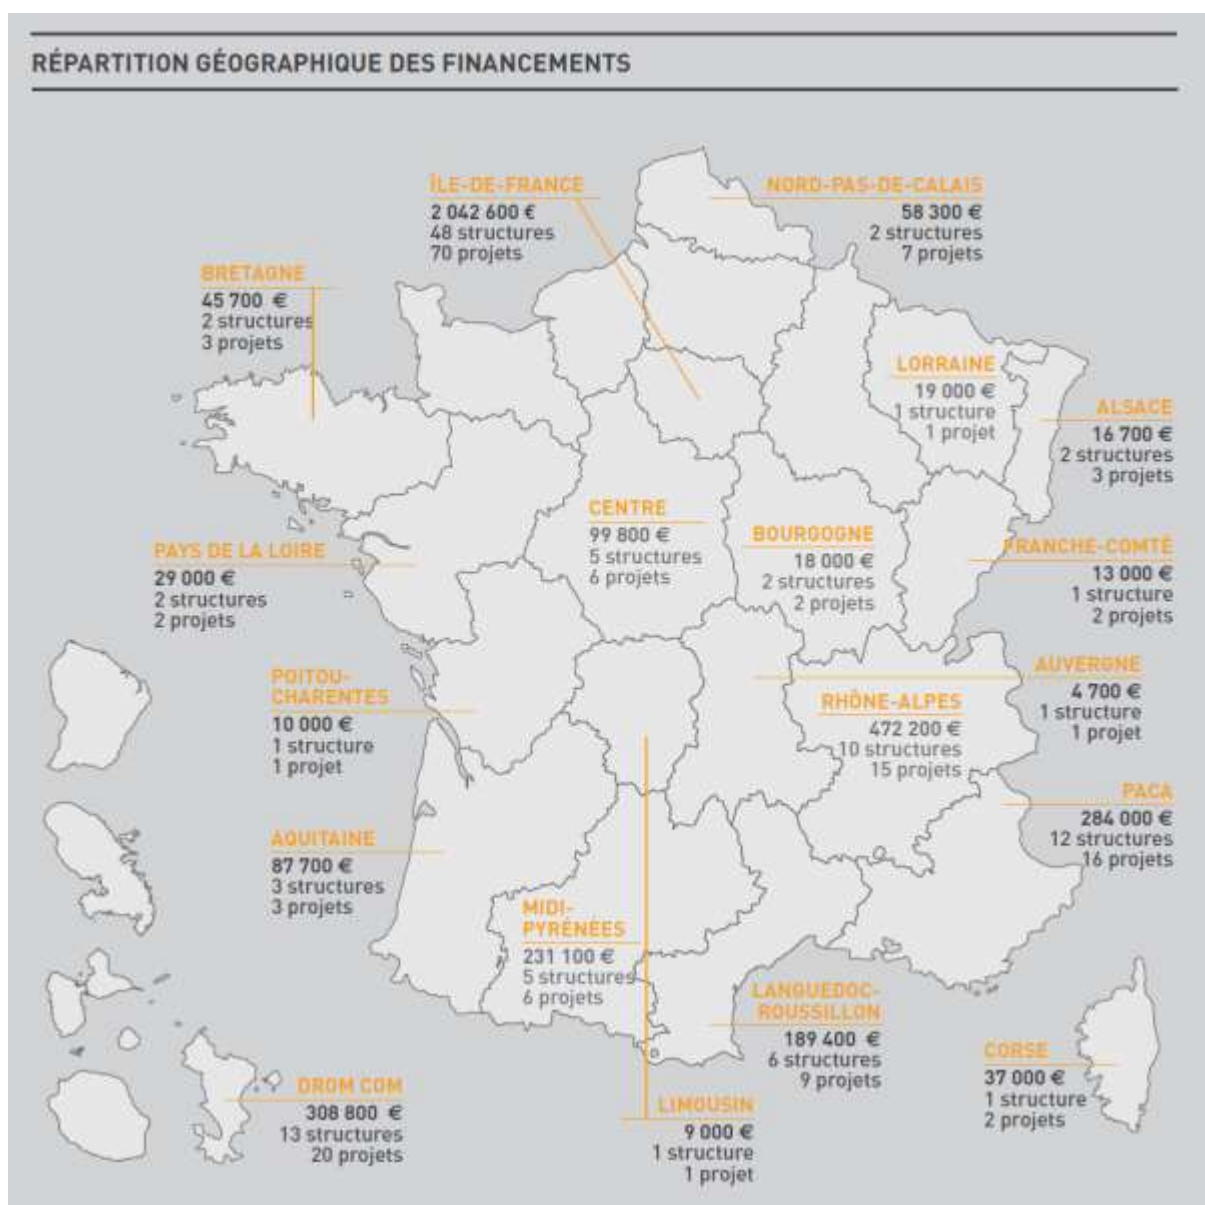 RÉPARTITION GÉOGRAPHIQUE DES FINANCEMENTS
ÎLE-DE-FRANCE
2 042 600 €
48 structures
70 projets
NORD-PAS-DE-CALAIS
58 300 €
2 structures
7 projets
BRETAGNE
45 700 €
2 structures
3 projets
LORRAINE
19 000 €
1 structure
1 projet
ALSACE
16 700 €
2 structures
3 projets
CENTRE
99 800 €
5 structures
6 projets
BOURGOGNE
18 000 €
2 structures
2 projets
FRANCHE-COMTÉ
13 000 €
1 structure
2 projets
PAYS DE LA LOIRE
29 000 €
2 structures
2 projets
POITOU-
CHARENTES
10 000 €
1 structure
1 projet
AUVERGNE
4 700 €
1 structure
1 projet
RHÔNE-ALPES
472 200 €
10 structures
15 projets
PACA
284 000 €
12 structures
16 projets
AQUITAINE
87 700 €
3 structures
3 projets
MIDI-
PYRÉNÉES
231 100 €
5 structures
6 projets
LANGUEDOC-
ROUSSILLON
189 400 €
6 structures
9 projets
CORSE
37 000 €
1 structure
2 projets
DROM COM
308 800 €
13 structures
20 projets
LIMOUSIN
9 000 €
1 structure
1 projet